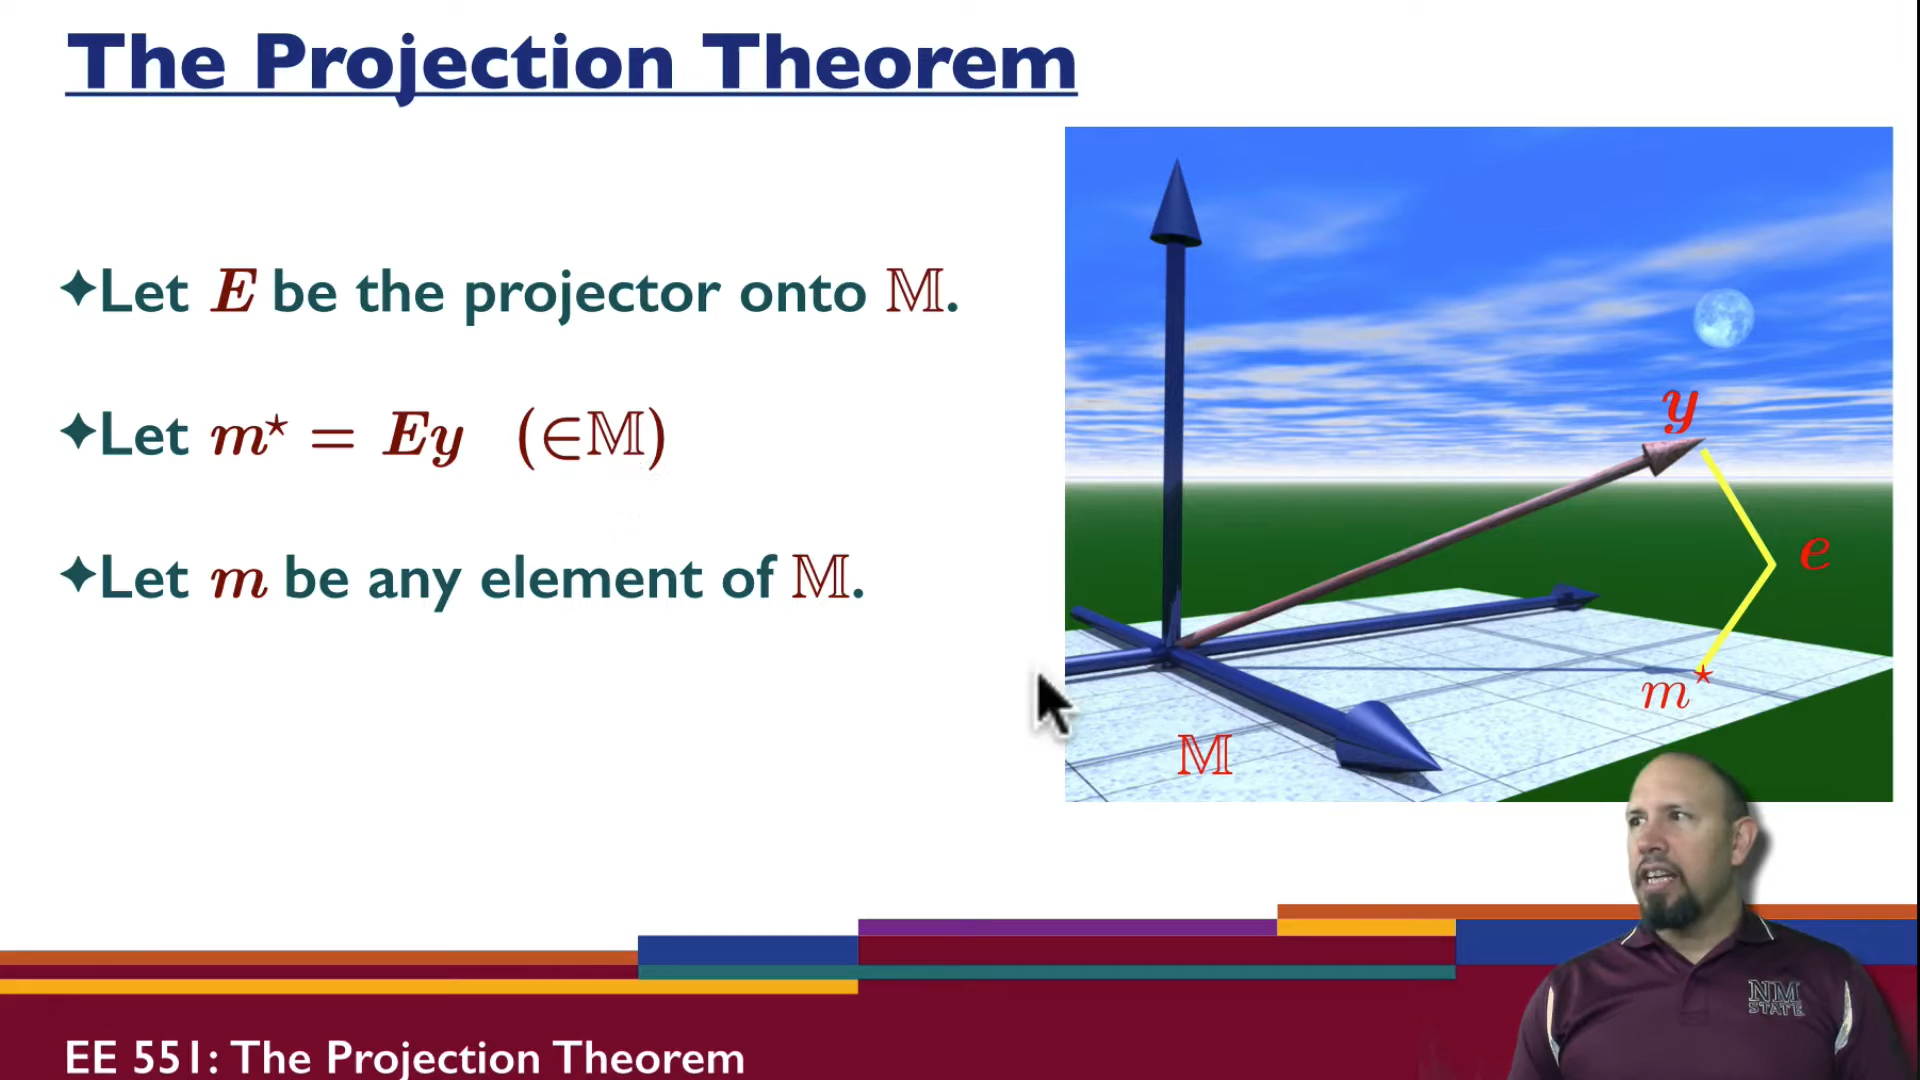 The Projection Theorem
✦Let E be the projector onto 𝕄.
✦Let m⋆ = Ey (∈𝕄)
✦Let m be any element of 𝕄.
y
e
m⋆
𝕄
NM
STATE
EE 551: The Projection Theorem